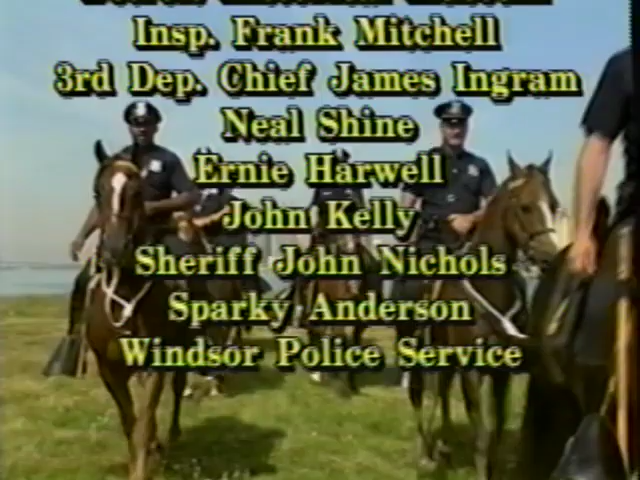 Insp. Frank Mitchell
3rd Dep. Chief James Ingram
Neal Shine
Ernie Harwell
John Kelly
Sheriff John Nichols
Sparky Anderson
Windsor Police Service